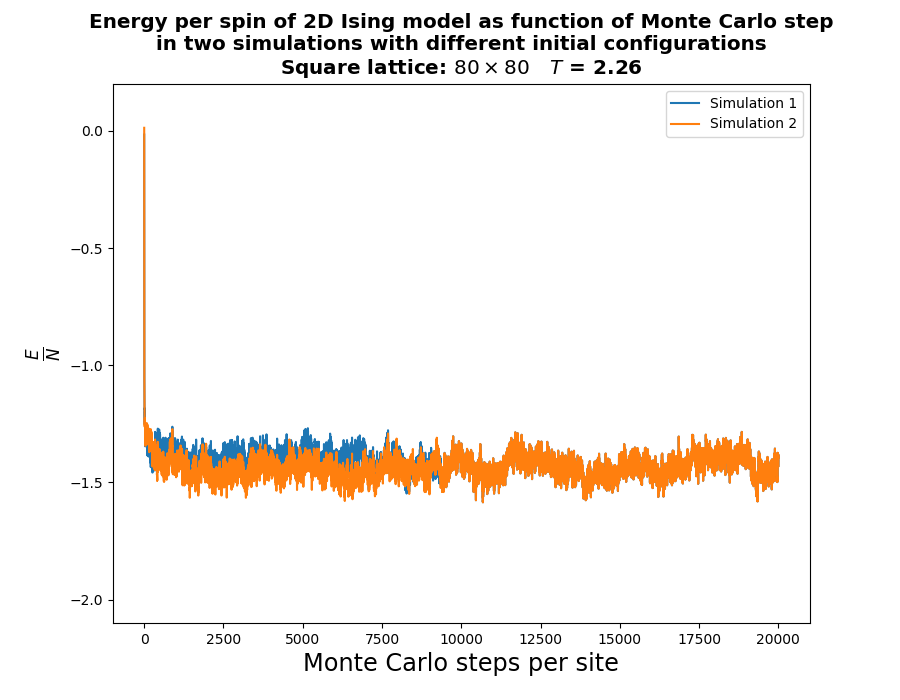 Energy per spin of 2D Ising model as function of Monte Carlo step
in two simulations with different initial configurations
Square lattice: 80 × 80 T = 2.26
Simulation 1
Simulation 2
0.0
−0.5
−1.0
−1.5
−2.0
E
N
0 2500 5000 7500 10000 12500 15000 17500 20000
Monte Carlo steps per site